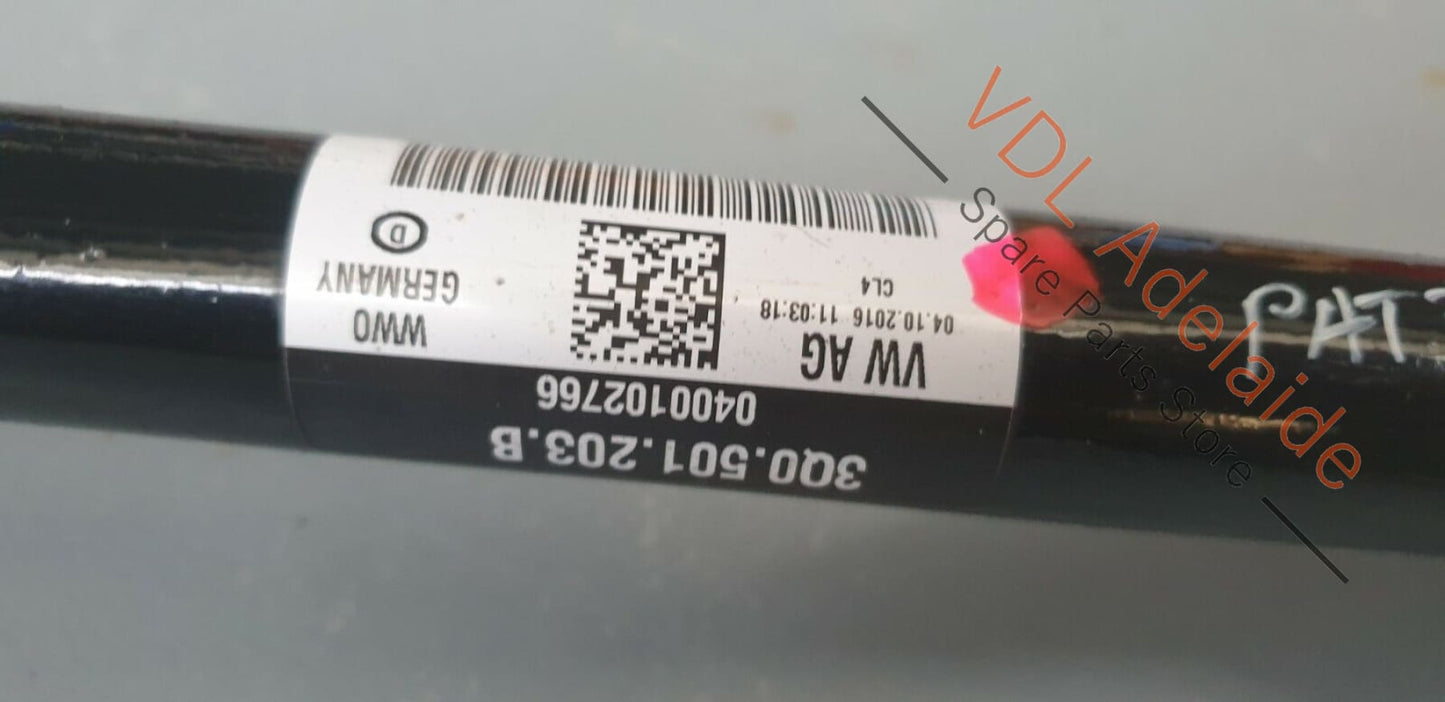 3Q0.501.203.B
0400102766
VW AG
04.10.2016 11:03:18
CL4
WWO
GERMANY
D
VDL Adelaide
Spare Parts Store